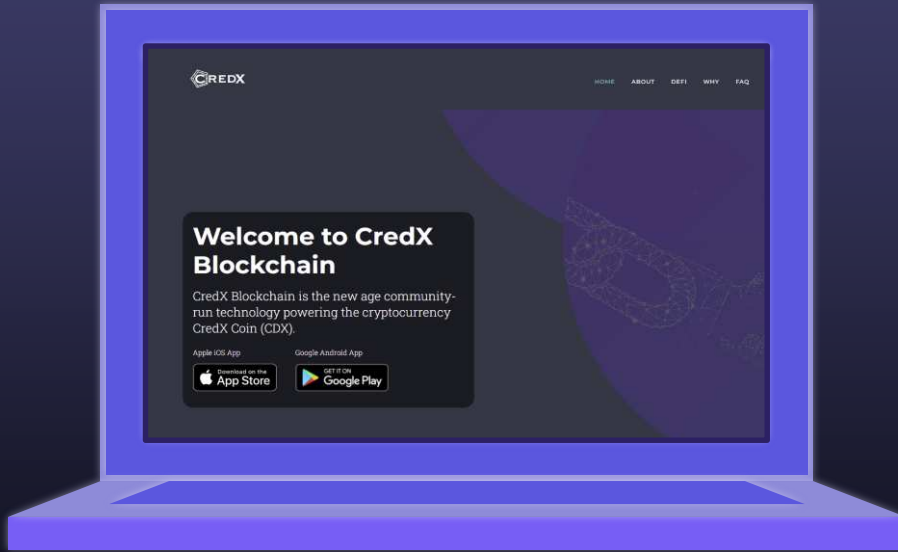 CREDX
HOME ABOUT DEFI WHY FAQ
Welcome to CredX
Blockchain
CredX Blockchain is the new age community-
run technology powering the cryptocurrency
CredX Coin (CDX).
Apple iOS App Google Android App
Download on the GET IT ON
App Store Google Play